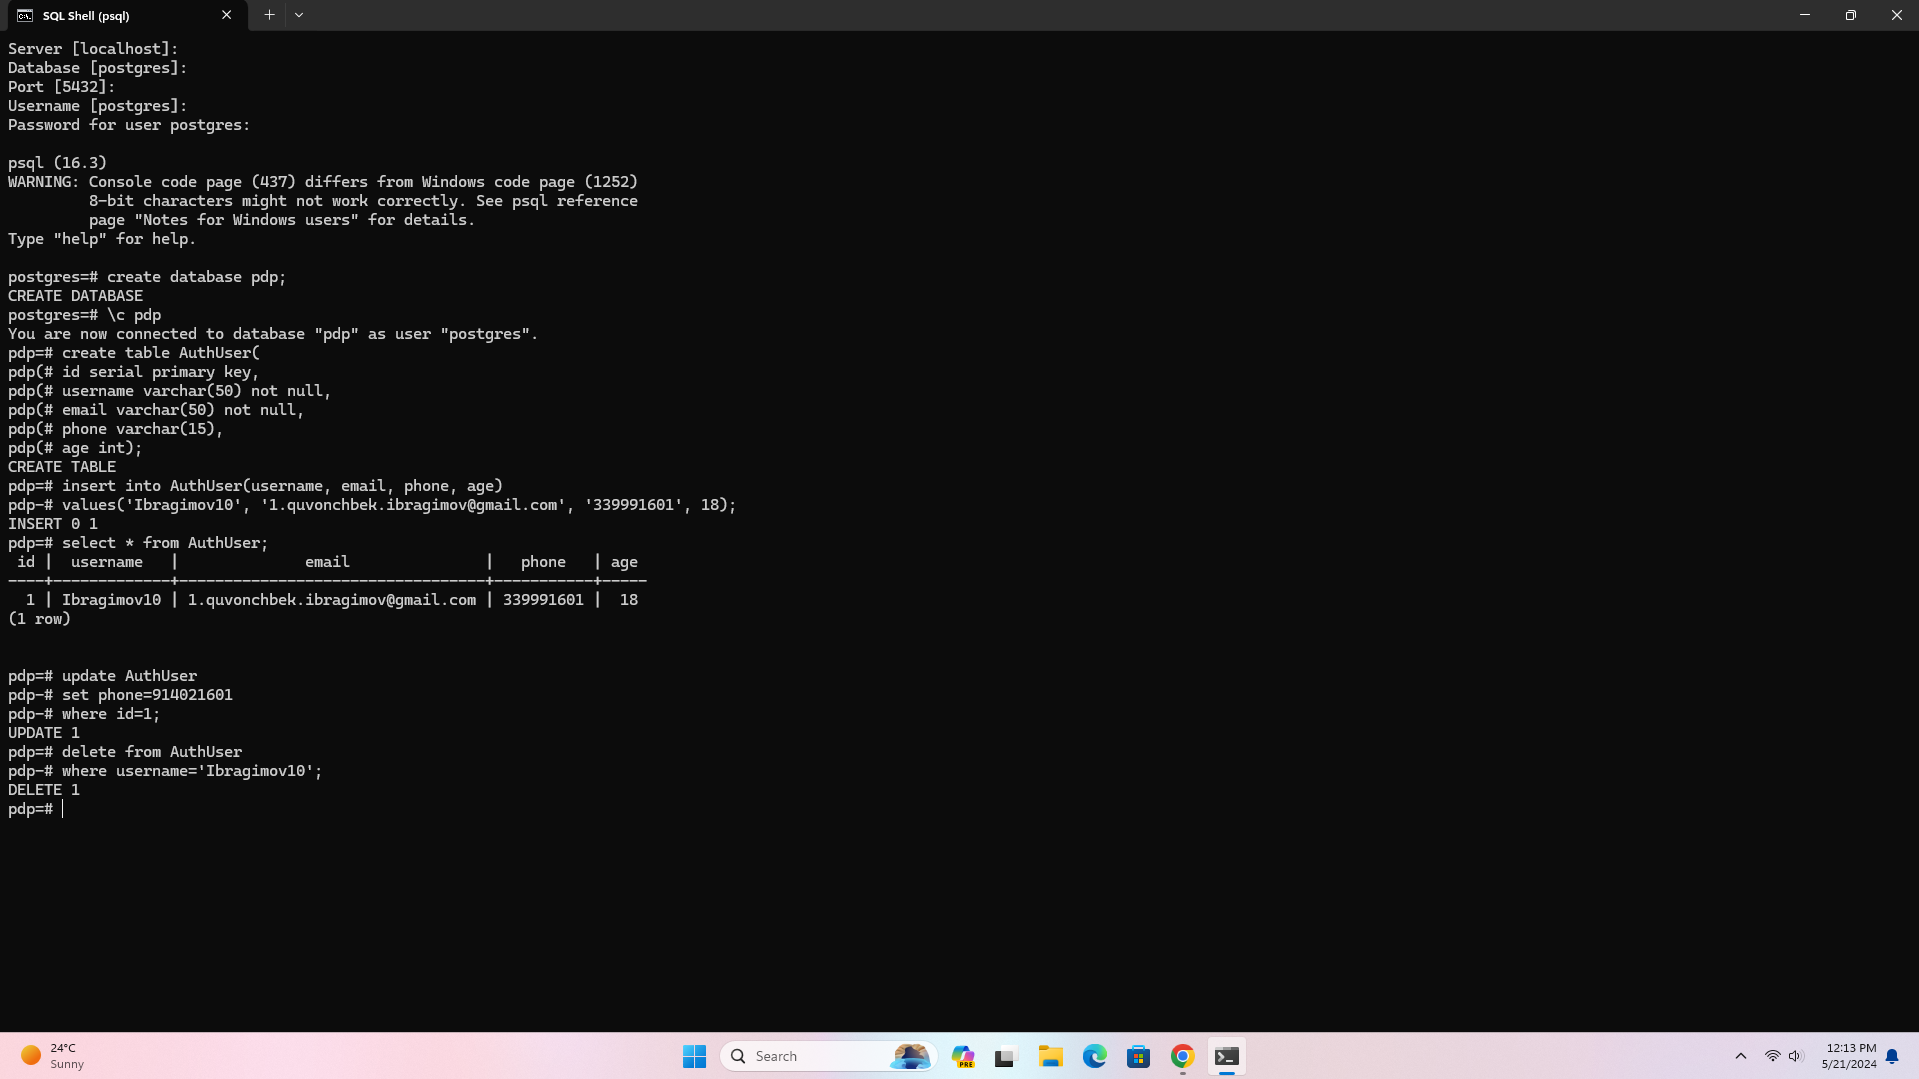 SQL Shell (psql)
Server [localhost]:
Database [postgres]:
Port [5432]:
Username [postgres]:
Password for user postgres:
psql (16.3)
WARNING: Console code page (437) differs from Windows code page (1252)
         8-bit characters might not work correctly. See psql reference
         page "Notes for Windows users" for details.
Type "help" for help.
postgres=# create database pdp;
CREATE DATABASE
postgres=# \c pdp
You are now connected to database "pdp" as user "postgres".
pdp=# create table AuthUser(
pdp(# id serial primary key,
pdp(# username varchar(50) not null,
pdp(# email varchar(50) not null,
pdp(# phone varchar(15),
pdp(# age int);
CREATE TABLE
pdp=# insert into AuthUser(username, email, phone, age)
pdp-# values('Ibragimov10', '1.quvonchbek.ibragimov@gmail.com', '339991601', 18);
INSERT 0 1
pdp=# select * from AuthUser;
 id |  username   |              email               |   phone   | age
----+-------------+----------------------------------+-----------+-----
  1 | Ibragimov10 | 1.quvonchbek.ibragimov@gmail.com | 339991601 |  18
(1 row)
pdp=# update AuthUser
pdp-# set phone=914021601
pdp-# where id=1;
UPDATE 1
pdp=# delete from AuthUser
pdp-# where username='Ibragimov10';
DELETE 1
pdp=#
24°C
Sunny
Search
PRE
12:13 PM
5/21/2024